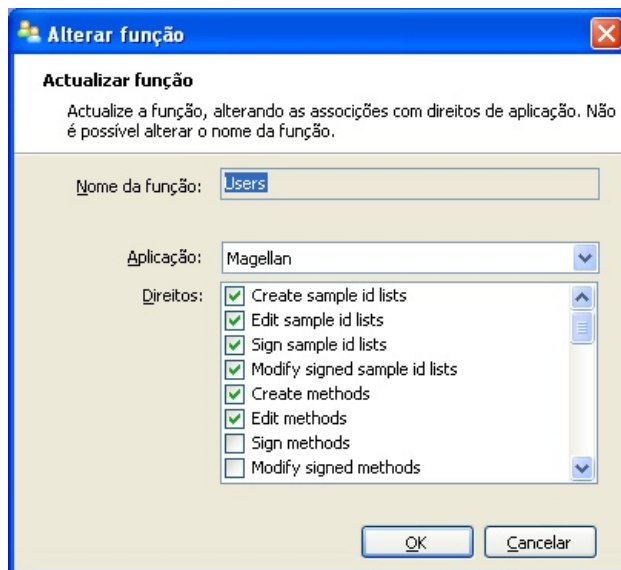 Alterar função
Actualizar função
Actualize a função, alterando as associções com direitos de aplicação. Não
é possível alterar o nome da função.
Nome da função: Users
Aplicação: Magellan
Direitos: Create sample id lists
Edit sample id lists
Sign sample id lists
Modify signed sample id lists
Create methods
Edit methods
Sign methods
Modify signed methods
OK Cancelar